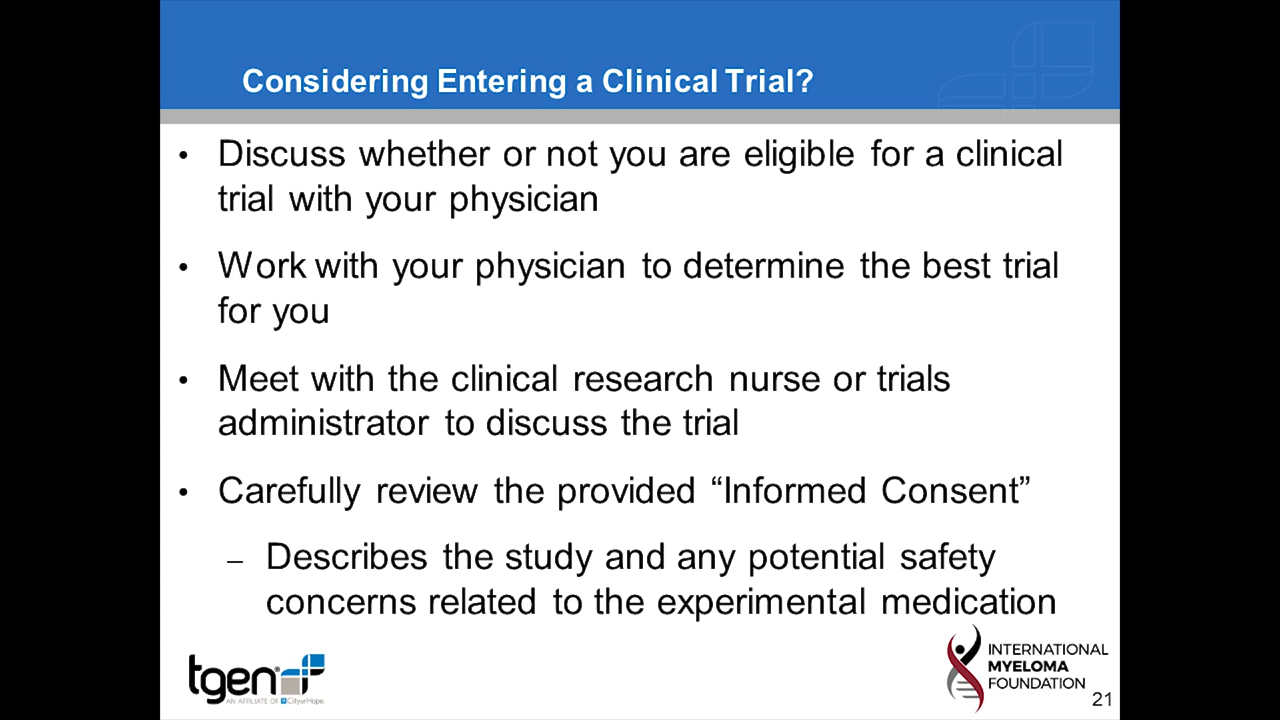 Considering Entering a Clinical Trial?
• Discuss whether or not you are eligible for a clinical
trial with your physician
• Work with your physician to determine the best trial
for you
• Meet with the clinical research nurse or trials
administrator to discuss the trial
• Carefully review the provided “Informed Consent”
– Describes the study and any potential safety
concerns related to the experimental medication
tgen®
AN AFFILIATE OF City of Hope.
INTERNATIONAL
MYELOMA
FOUNDATION
21